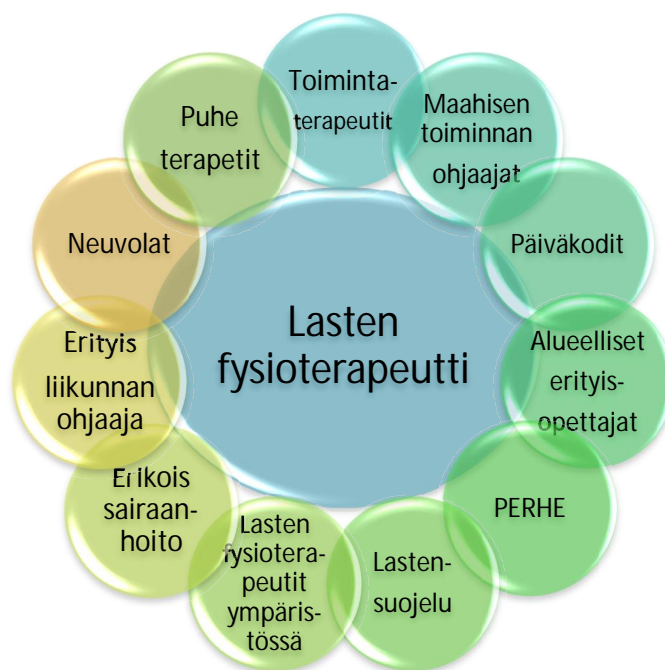 Toiminta-
terapeutit
Maahisen
toiminnan
ohjaajat
Päiväkodit
Alueelliset
erityis-
opettajat
PERHE
Lasten-
suojelu
Lasten
fysiotera-
peutit
ympäris-
tössä
Erikois
sairaan-
hoito
Erityis
liikunnan
ohjaaja
Neuvolat
Puhe
terapetit
Lasten
fysioterapeutti